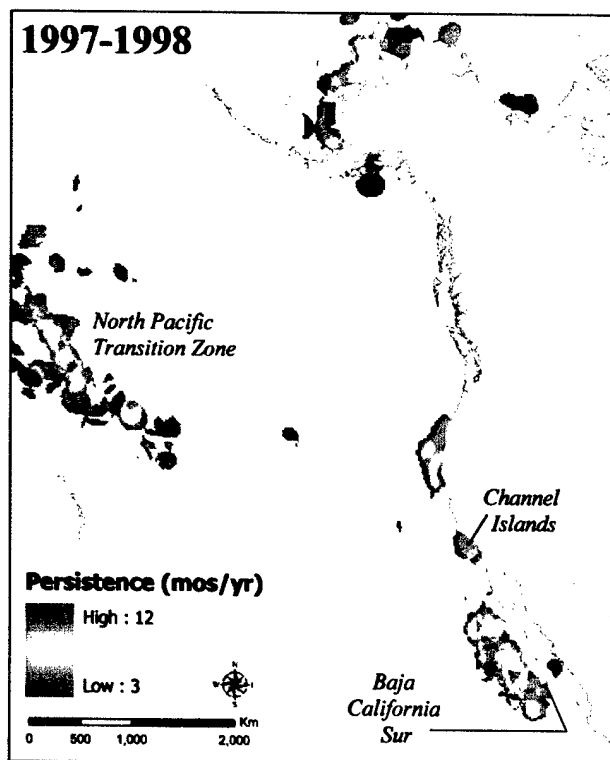 1997-1998
North Pacific
Transition Zone
Channel
Islands
Persistence (mos/yr)
High : 12
Low : 3
N
S
Km
0 500 1,000 2,000
Baja
California
Sur